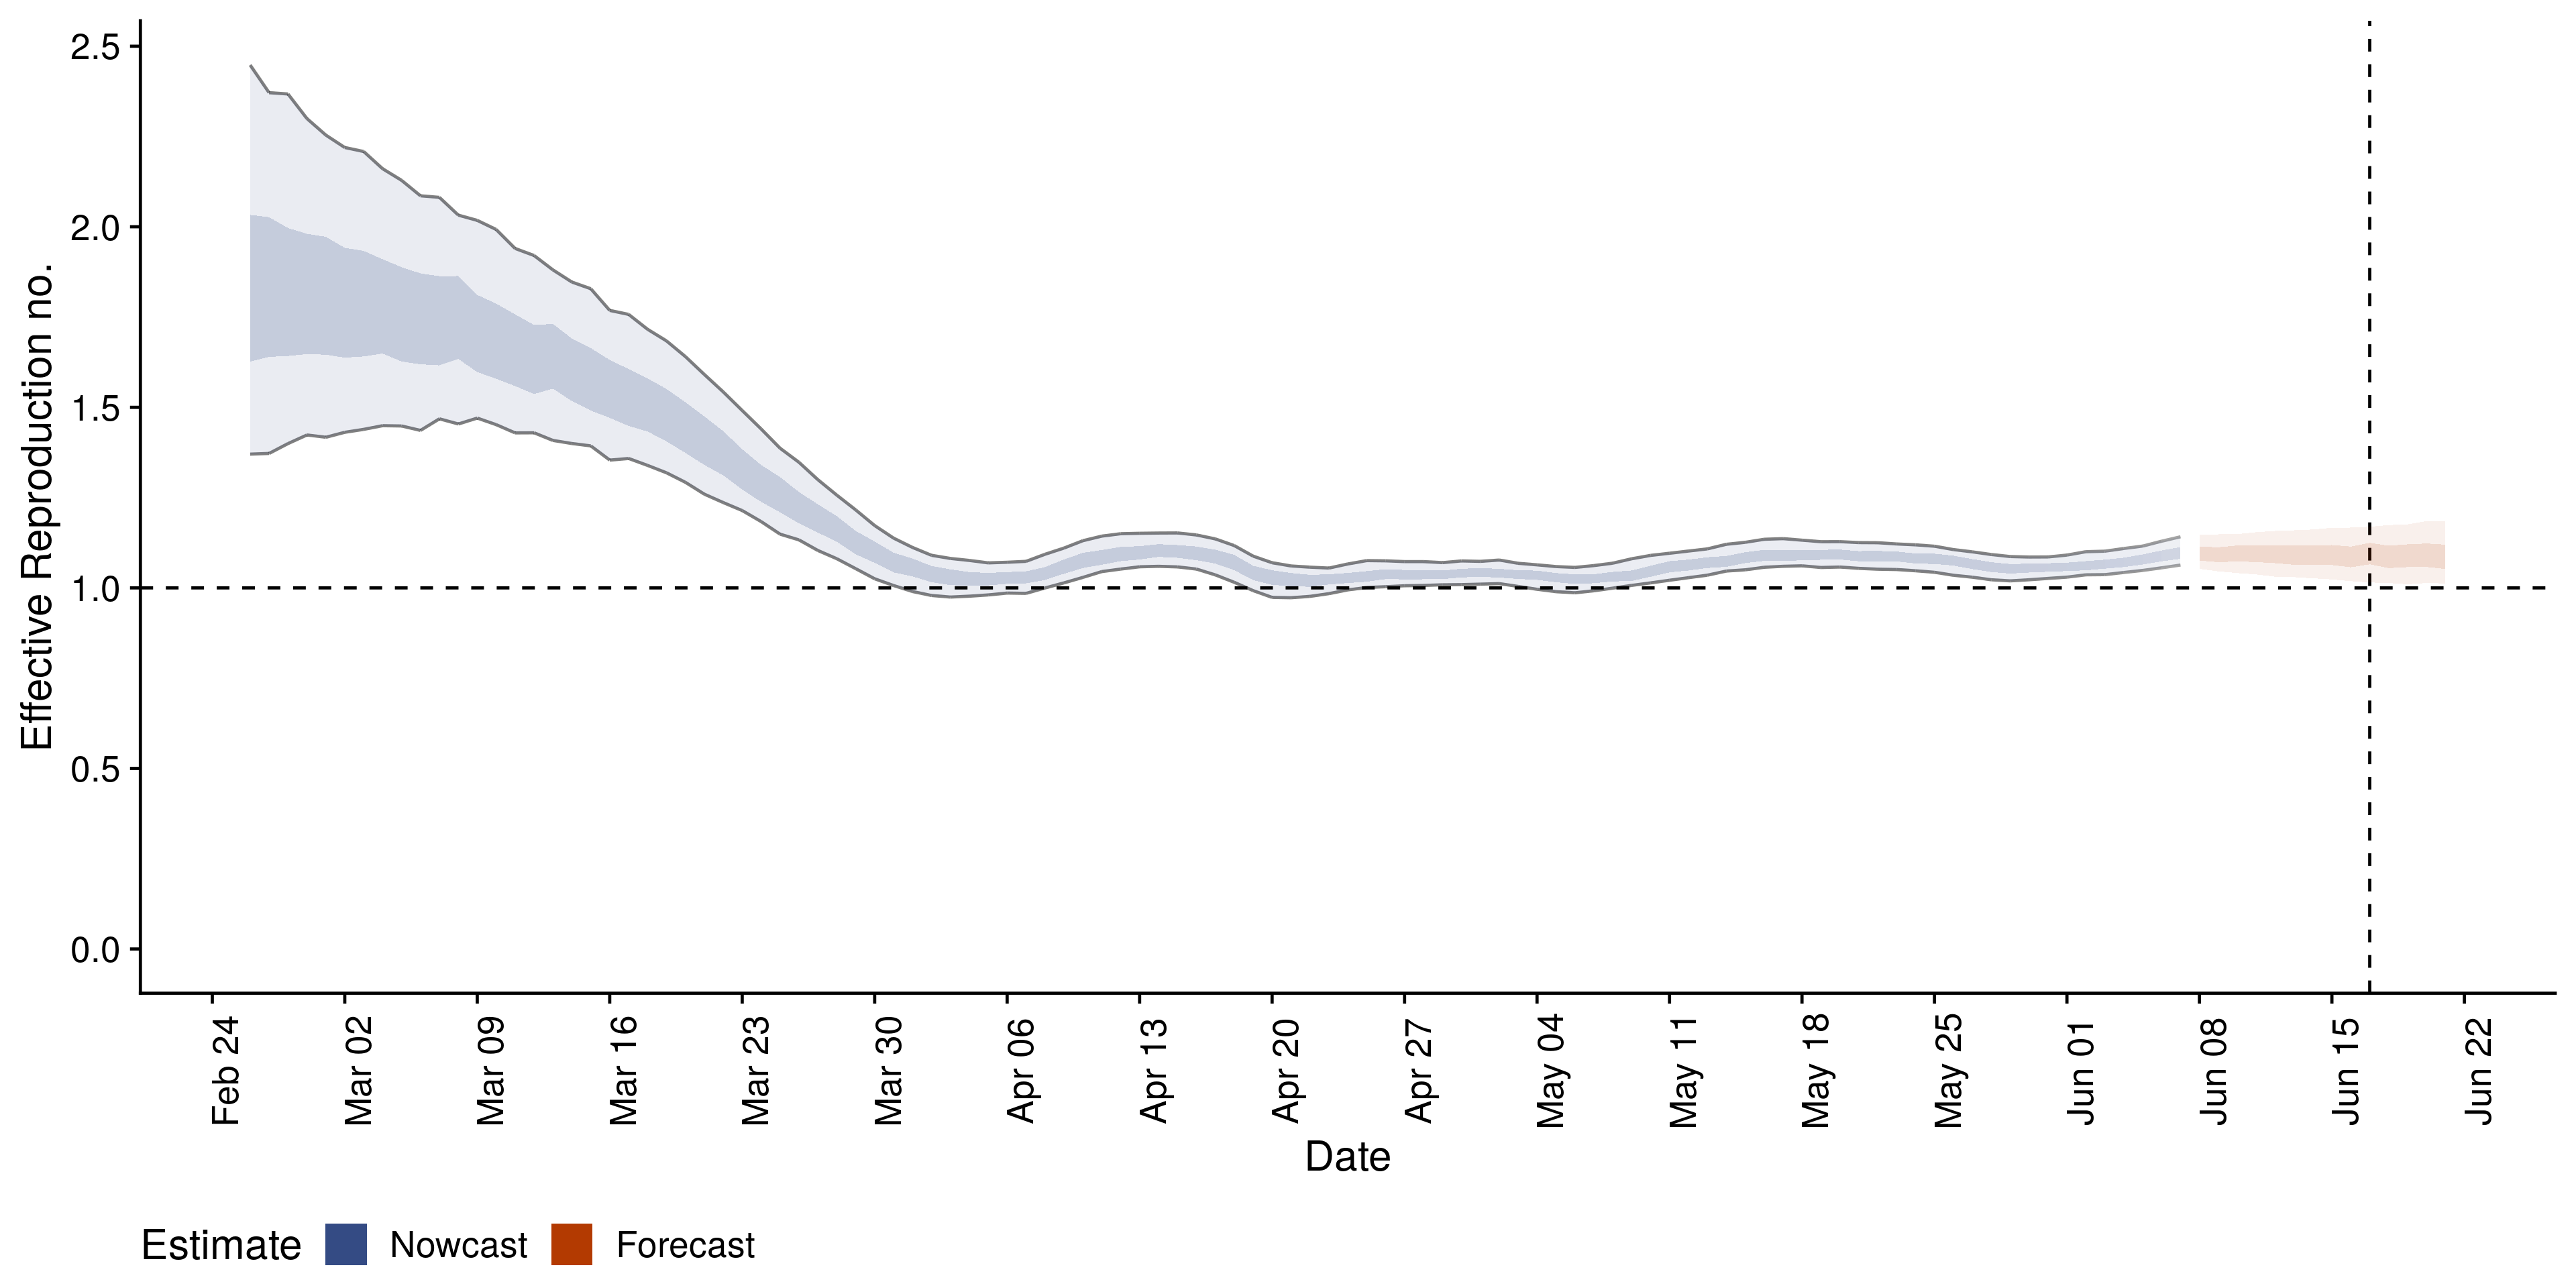 Effective Reproduction no.
2.5
2.0
1.5
1.0
0.5
0.0
Feb 24
Mar 02
Mar 09
Mar 16
Mar 23
Mar 30
Apr 06
Apr 13
Apr 20
Apr 27
May 04
May 11
May 18
May 25
Jun 01
Jun 08
Jun 15
Jun 22
Date
Estimate Nowcast Forecast